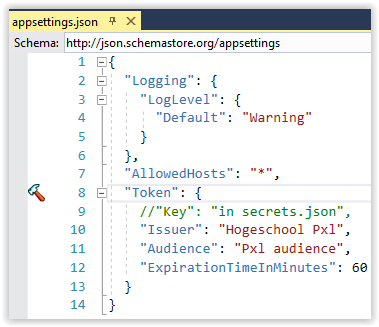 appsettings.json
Schema: http://json.schemastore.org/appsettings
1 {
2 "Logging": {
3 "LogLevel": {
4 "Default": "Warning"
5 }
6 },
7 "AllowedHosts": "*",
8 "Token": {
9 //"Key": "in secrets.json",
10 "Issuer": "Hogeschool Pxl",
11 "Audience": "Pxl audience",
12 "ExpirationTimeInMinutes": 60
13 }
14 }